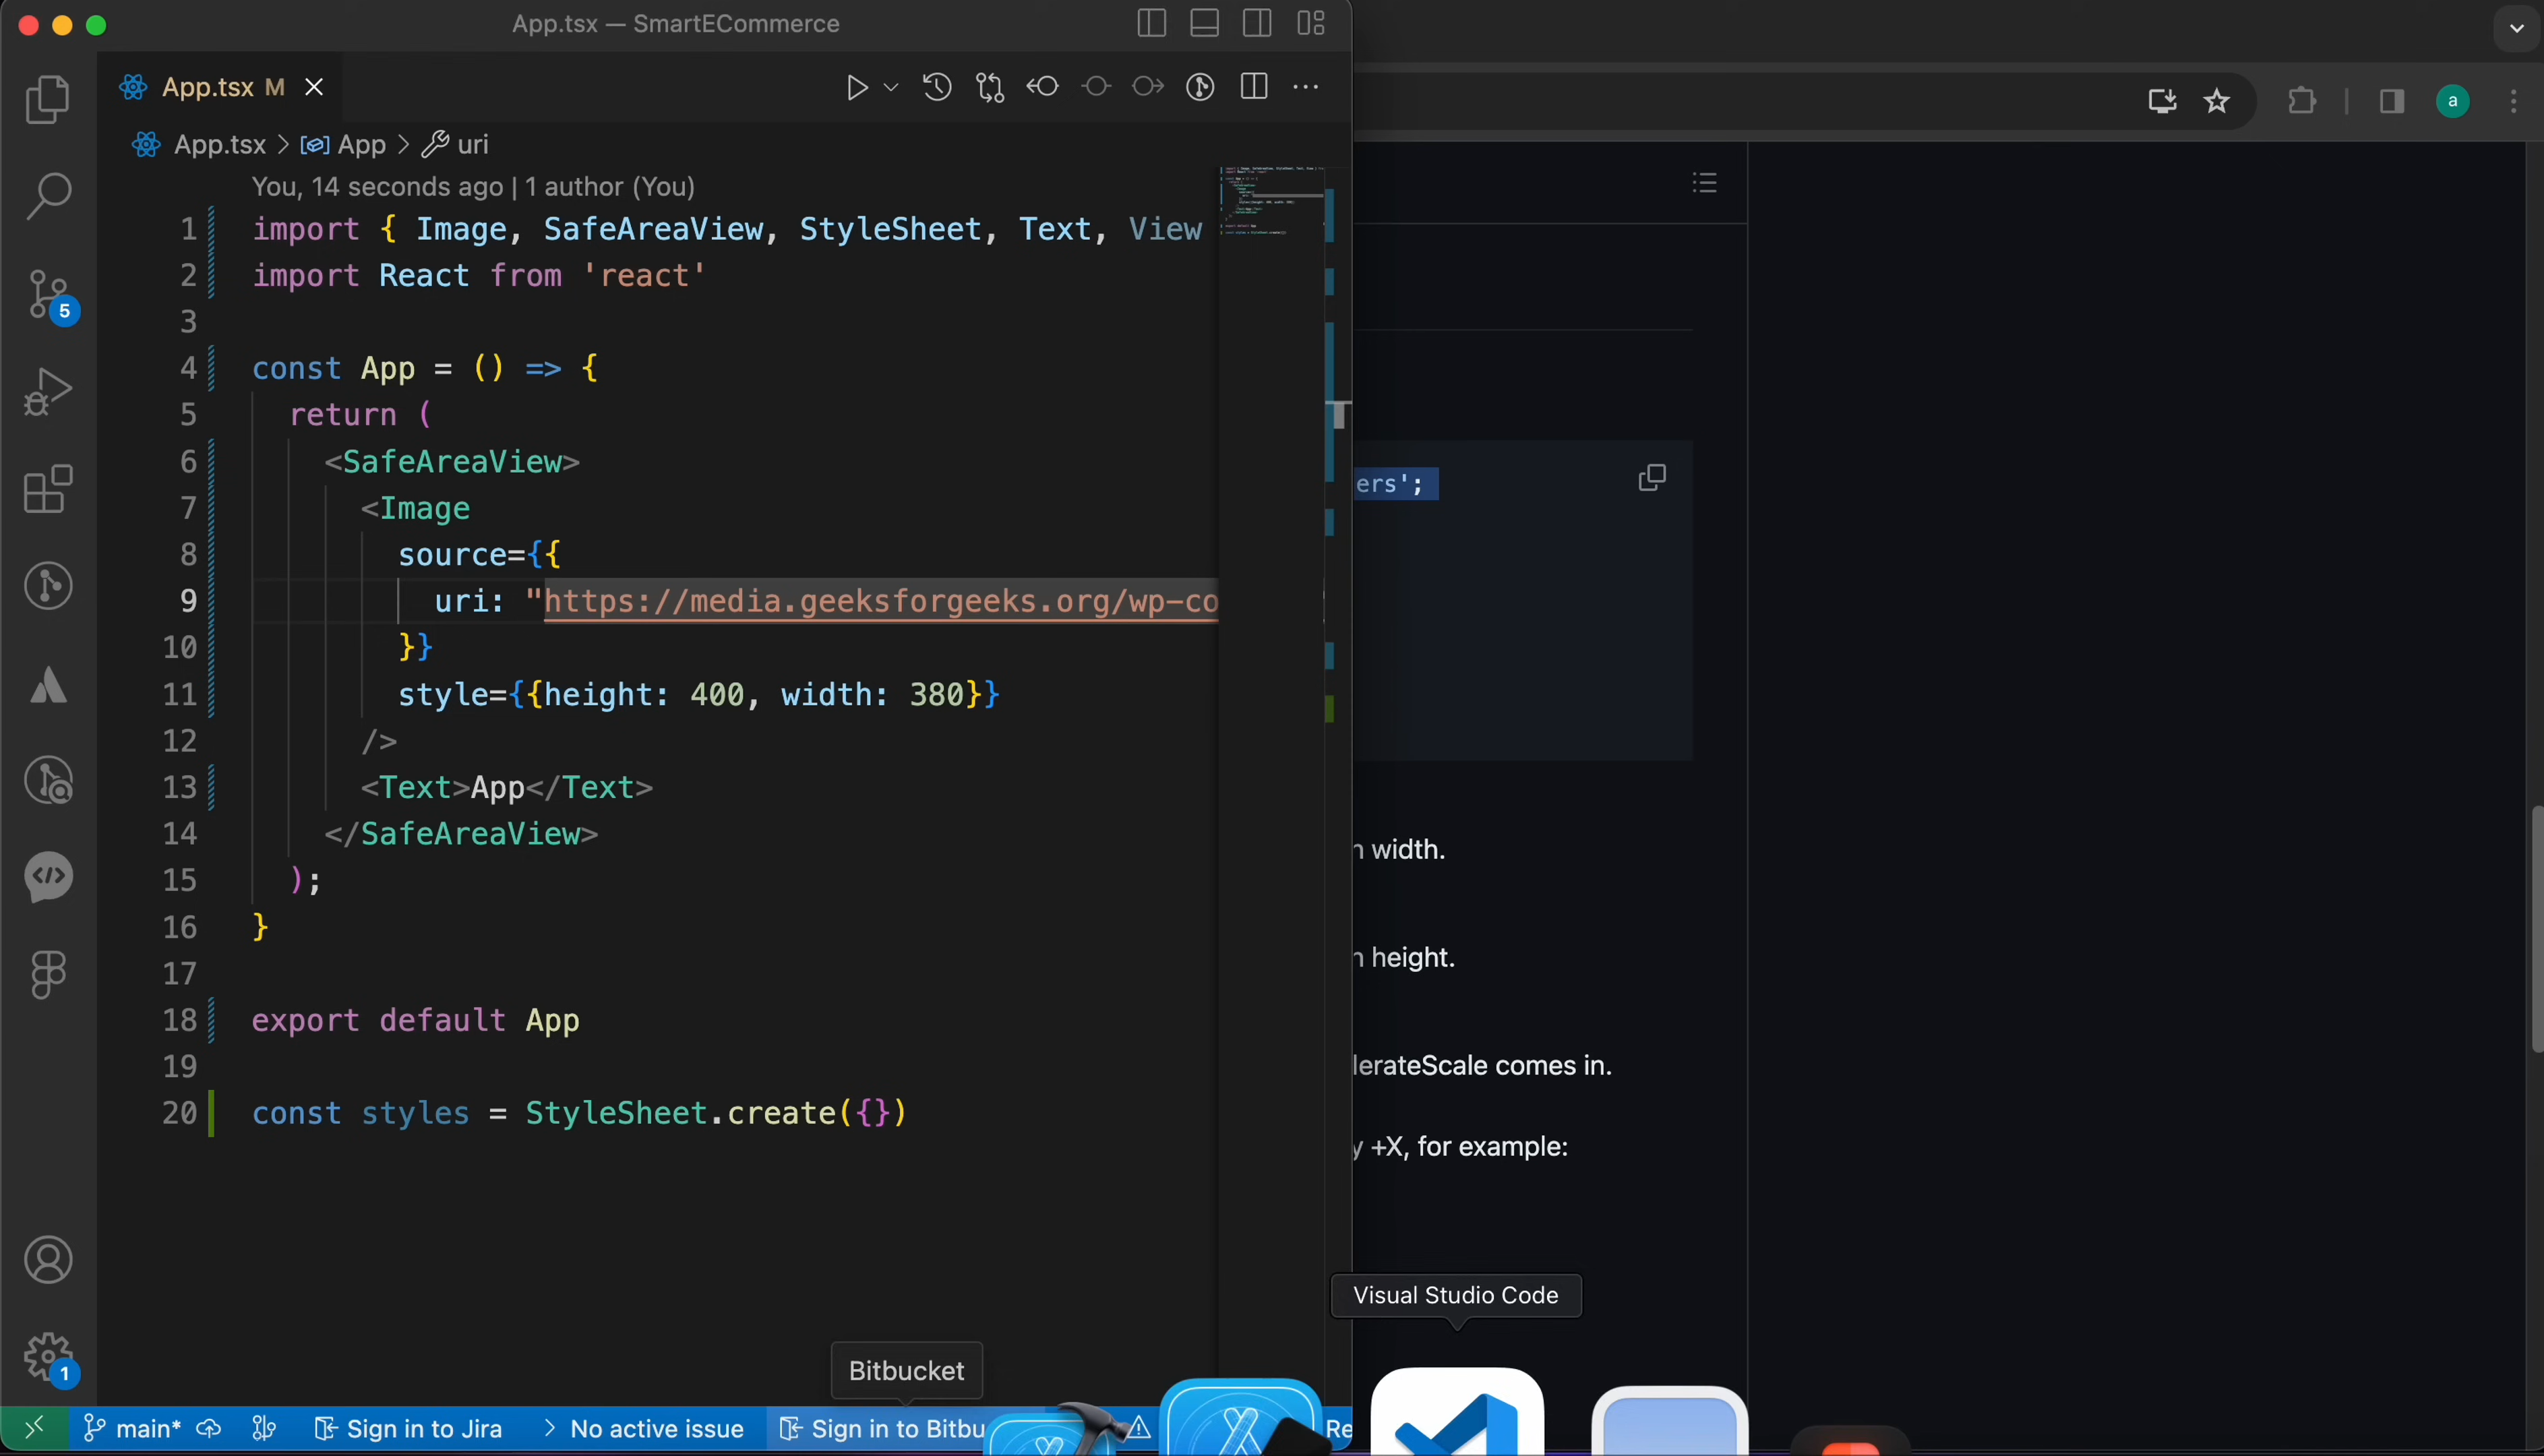 App.tsx — SmartECommerce
App.tsx M
App.tsx > App > uri
You, 14 seconds ago | 1 author (You)
1 import { Image, SafeAreaView, StyleSheet, Text, View
2 import React from 'react'
3
4 const App = () => {
5 return (
6 <SafeAreaView>
7 <Image
8 source={{
9 uri: "https://media.geeksforgeeks.org/wp-co
10 }}
11 style={{height: 400, width: 380}}
12 />
13 <Text>App</Text>
14 </SafeAreaView>
15 );
16 }
17
18 export default App
19
20 const styles = StyleSheet.create({})
5
1
a
ers';
n width.
n height.
lerateScale comes in.
y +X, for example:
Visual Studio Code
Bitbucket
main*
Sign in to Jira
No active issue
Sign in to Bitbu
Re